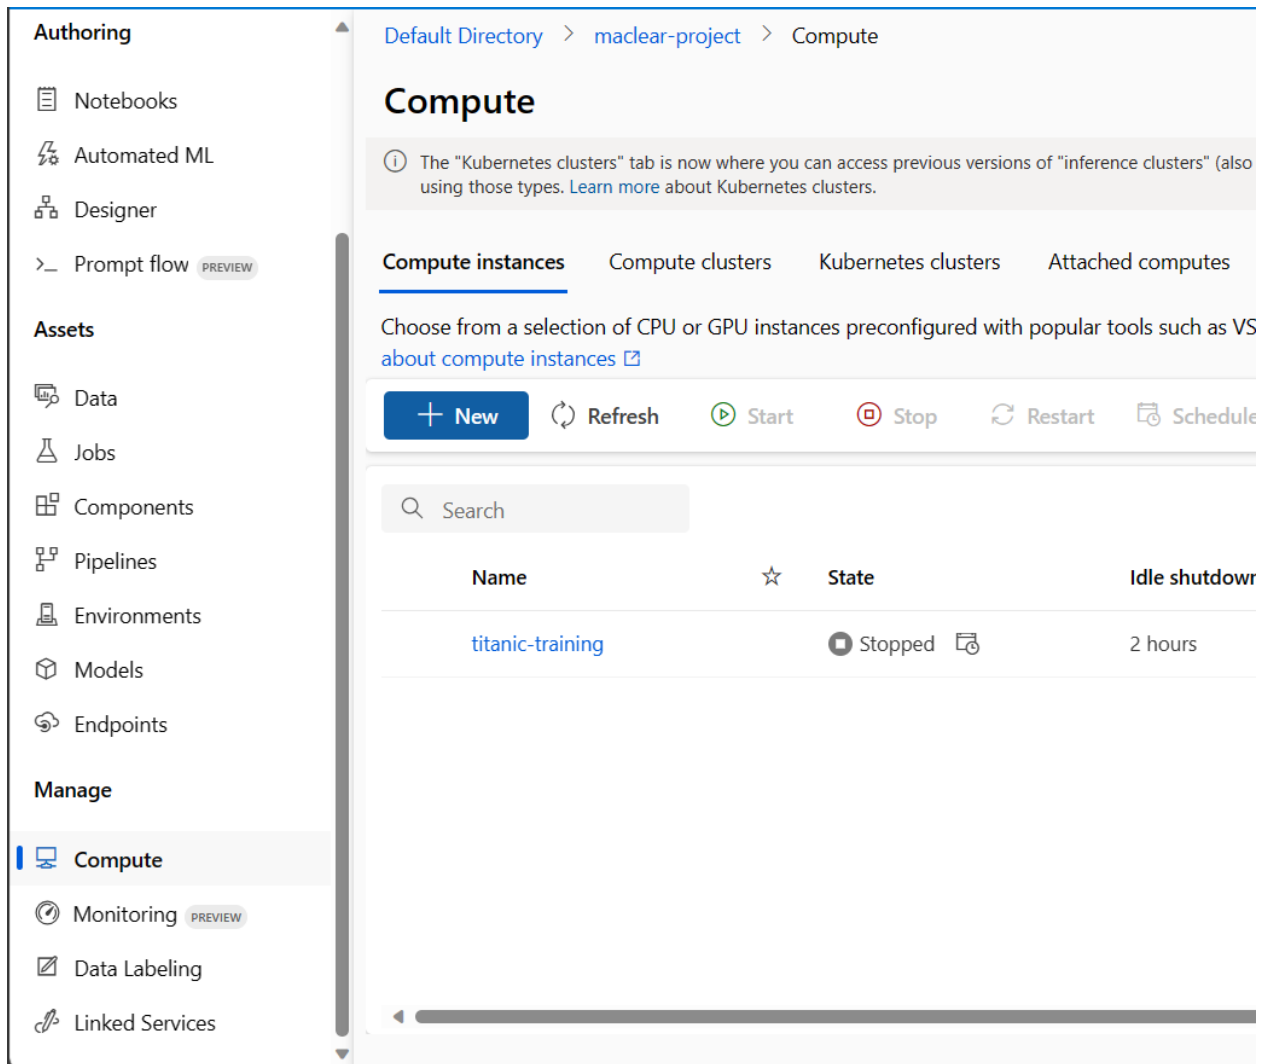 Authoring
Notebooks
Automated ML
Designer
Prompt flow PREVIEW
Assets
Data
Jobs
Components
Pipelines
Environments
Models
Endpoints
Manage
Compute
Monitoring PREVIEW
Data Labeling
Linked Services
Default Directory > maclear-project > Compute
Compute
The "Kubernetes clusters" tab is now where you can access previous versions of "inference clusters" (also
using those types. Learn more about Kubernetes clusters.
Compute instances Compute clusters Kubernetes clusters Attached computes
Choose from a selection of CPU or GPU instances preconfigured with popular tools such as VS
about compute instances
New Refresh Start Stop Restart Schedule
Search
Name State Idle shutdown
titanic-training Stopped 2 hours